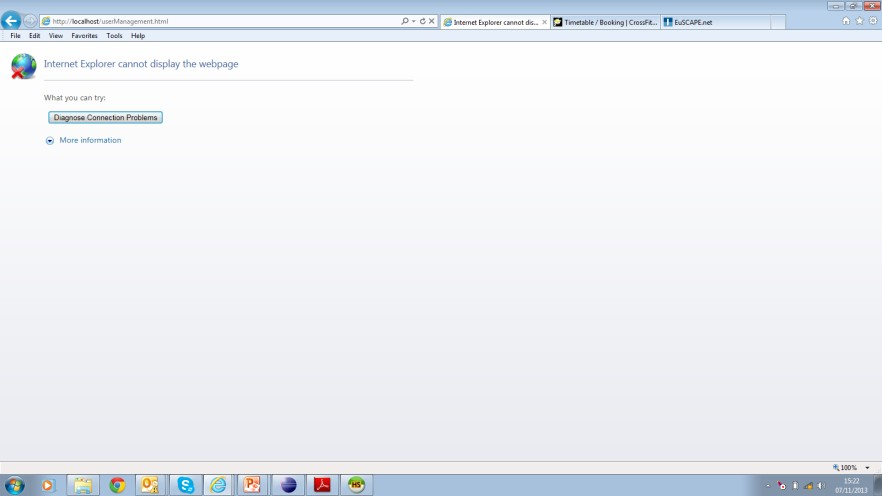 http://localhost/userManagement.html
Internet Explorer cannot dis...
Timetable / Booking | CrossFit...
EuSCAPE.net
File Edit View Favorites Tools Help
Internet Explorer cannot display the webpage
What you can try:
Diagnose Connection Problems
More information
100%
15:22
07/11/2013
HS